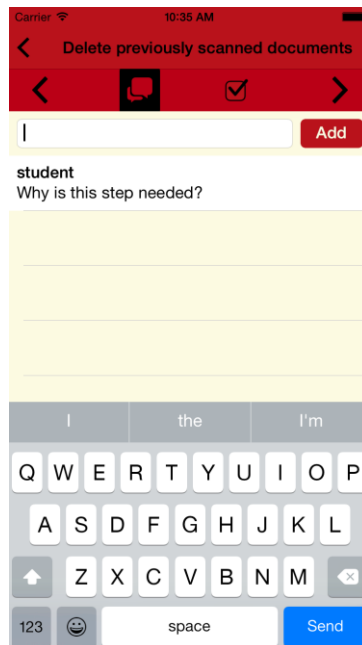 Carrier 10:35 AM
Delete previously scanned documents
Add
student
Why is this step needed?
I the I'm
Q W E R T Y U I O P
A S D F G H J K L
Z X C V B N M
123 space Send